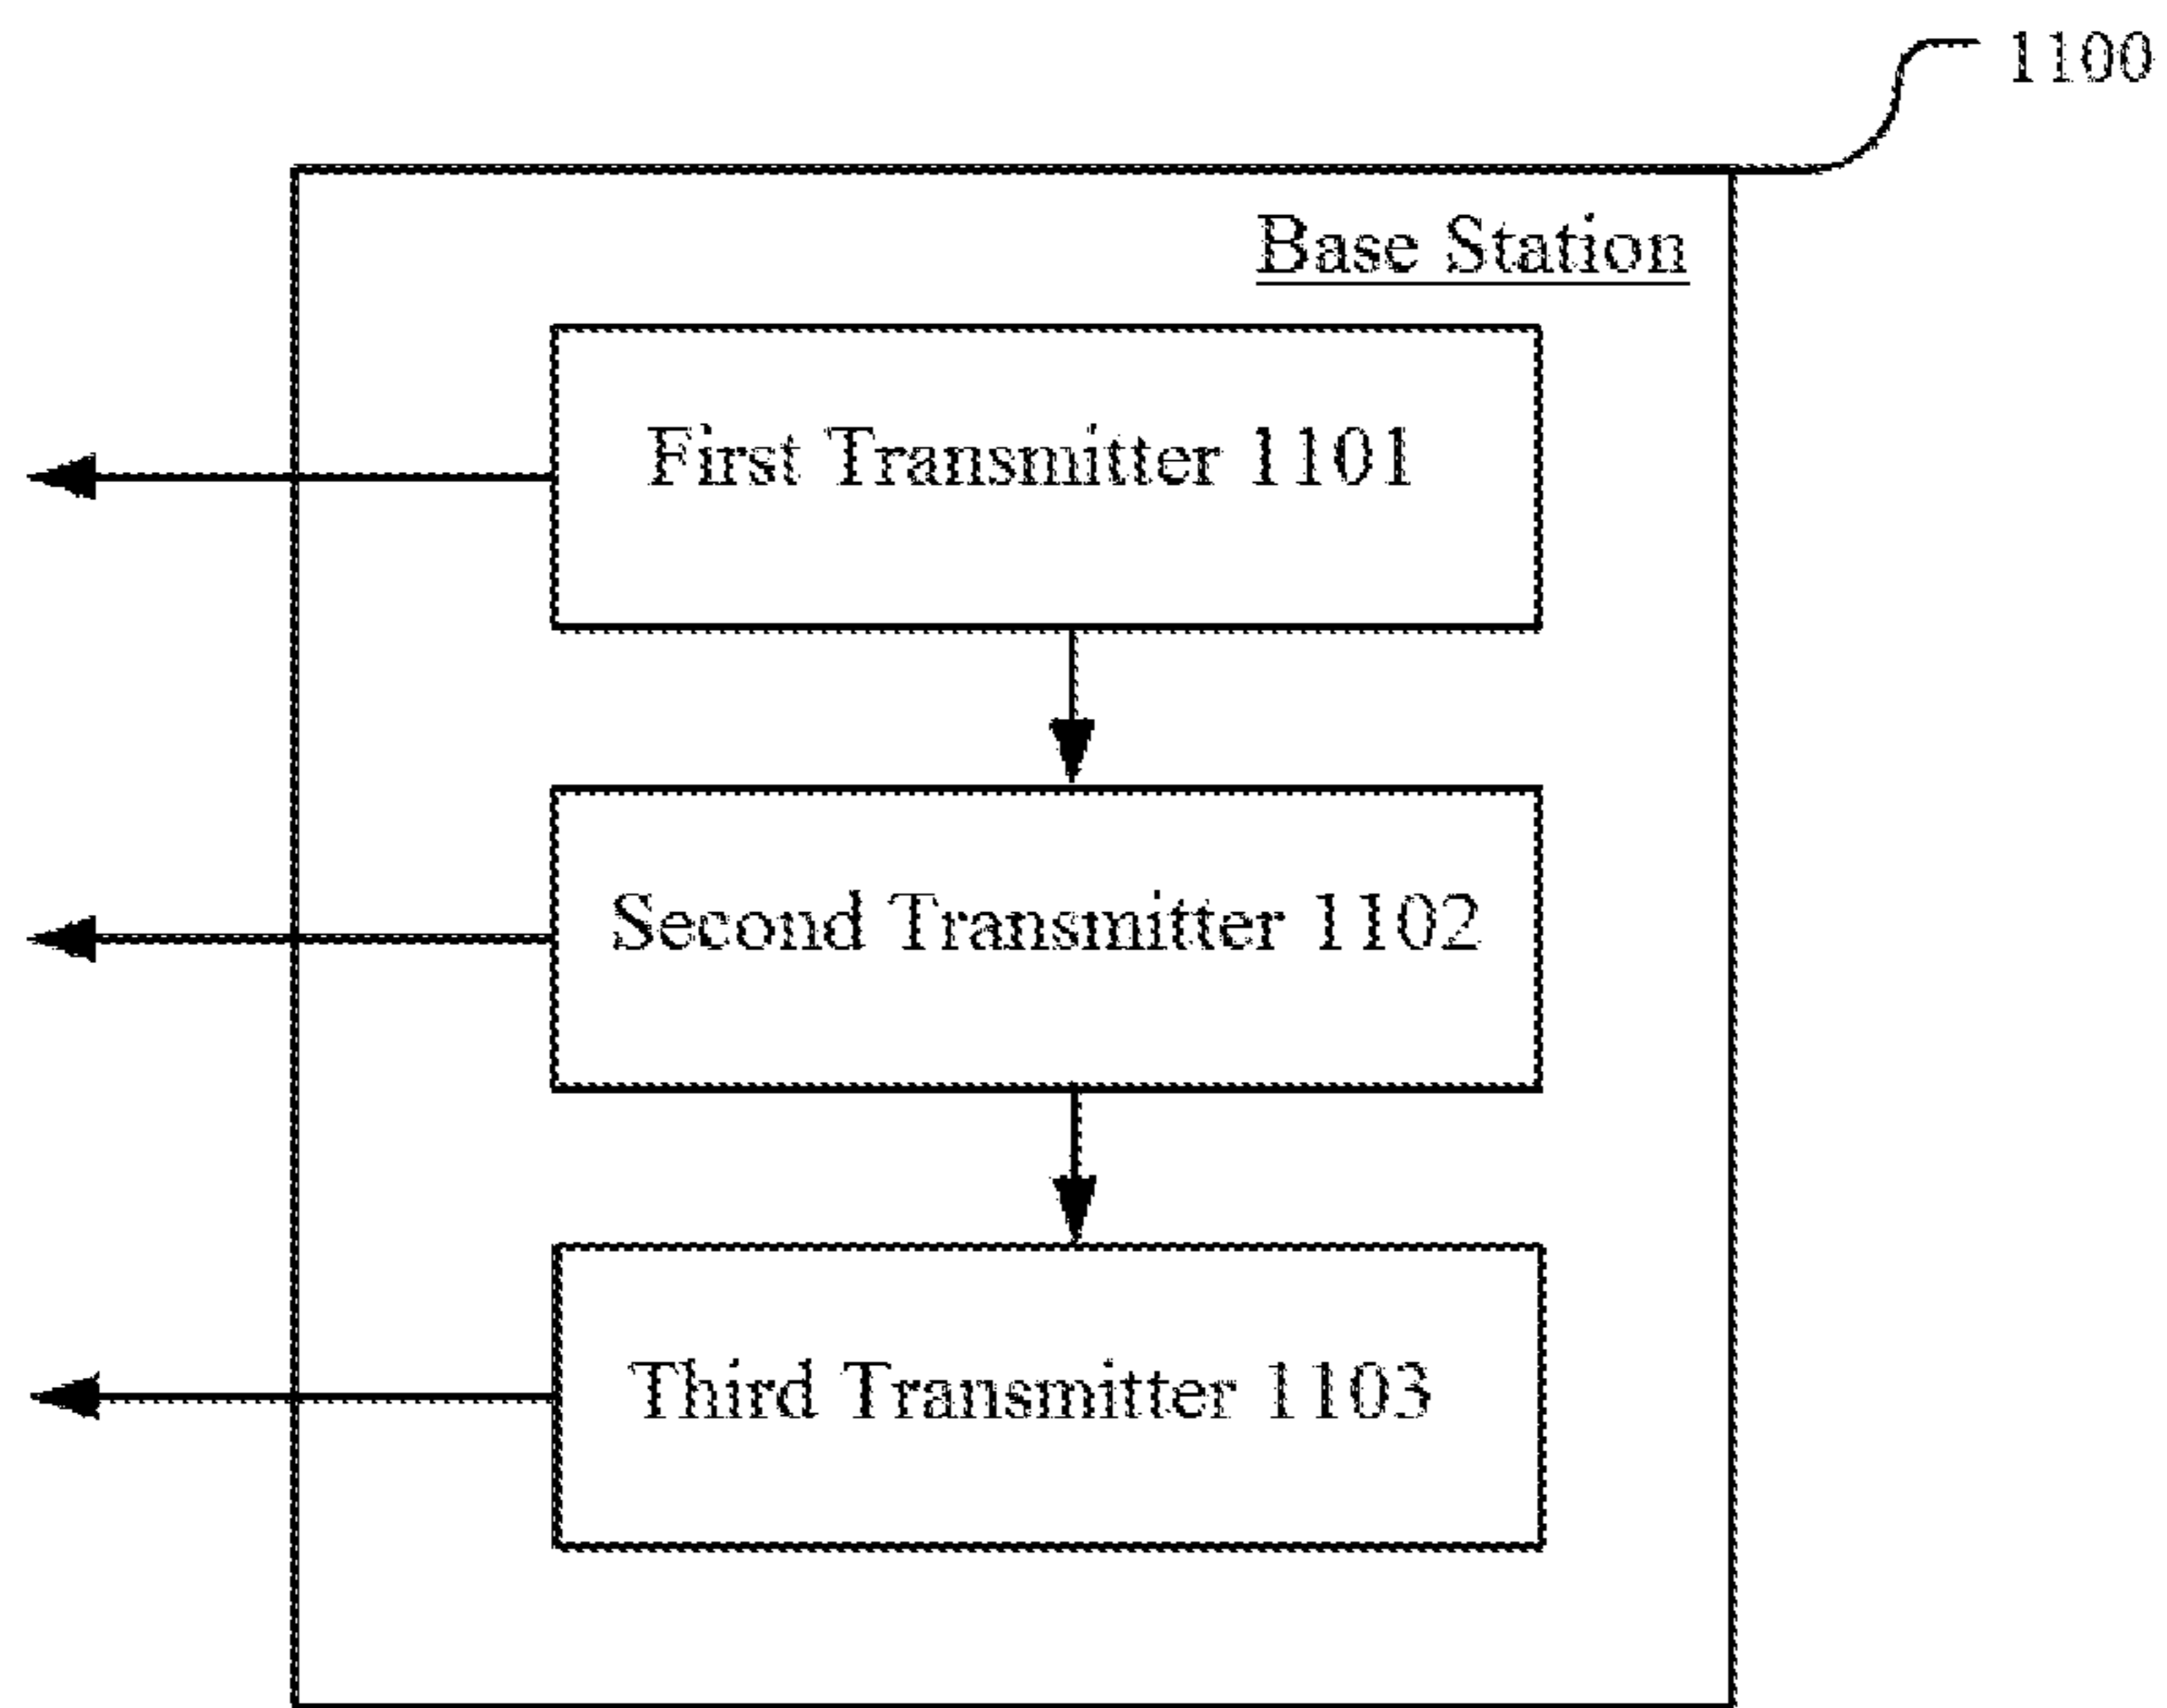 1100
Base Station
First Transmitter 1101
Second Transmitter 1102
Third Transmitter 1103